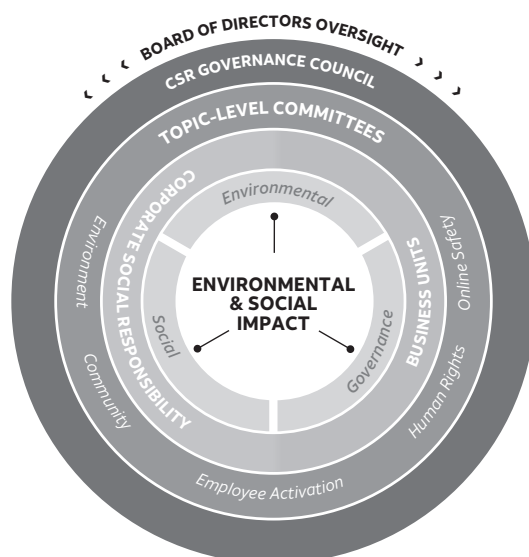 ‹ ‹ ‹ BOARD OF DIRECTORS OVERSIGHT › › ›
CSR GOVERNANCE COUNCIL
TOPIC-LEVEL COMMITTEES
CORPORATE SOCIAL RESPONSIBILITY
BUSINESS UNITS
Environmental
Social
Governance
ENVIRONMENTAL
& SOCIAL
IMPACT
Environment
Community
Employee Activation
Human Rights
Online Safety